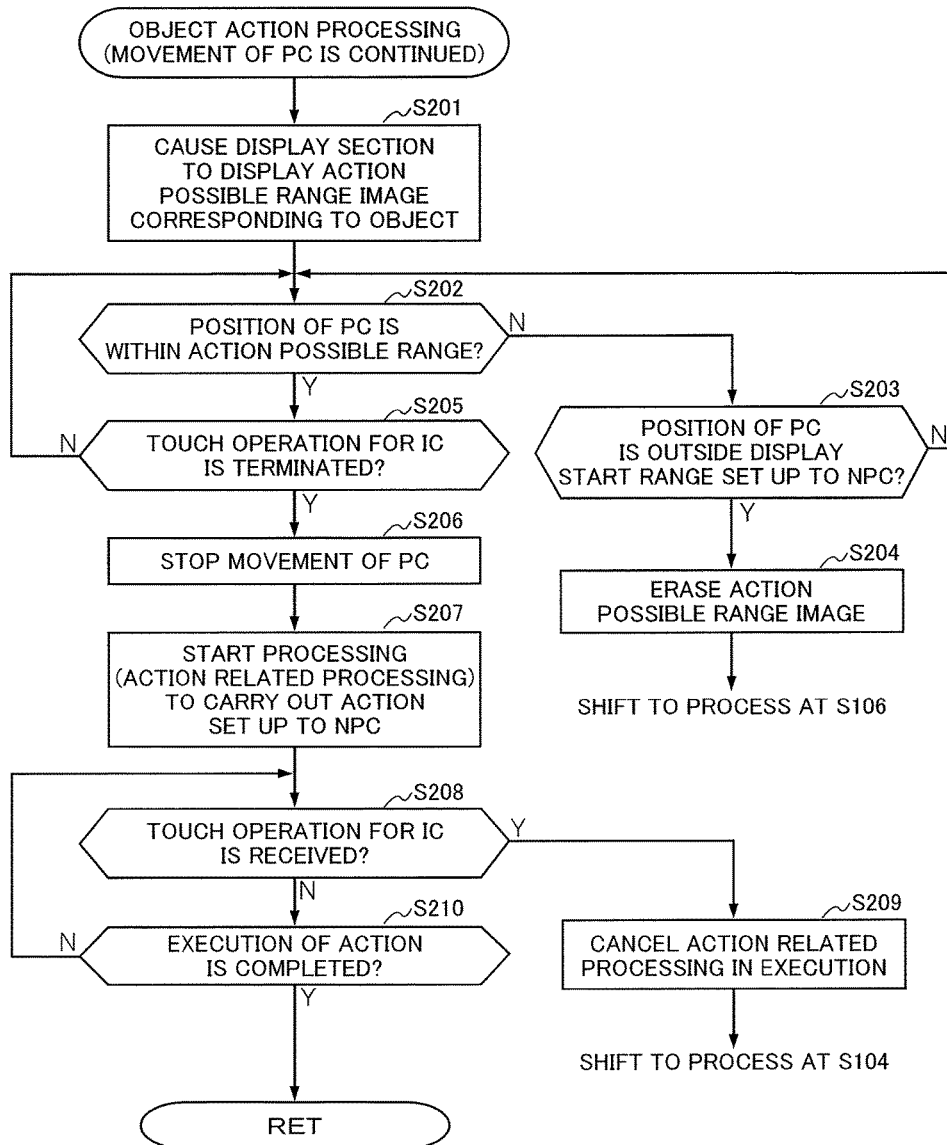 OBJECT ACTION PROCESSING
(MOVEMENT OF PC IS CONTINUED)
S201
CAUSE DISPLAY SECTION
TO DISPLAY ACTION
POSSIBLE RANGE IMAGE
CORRESPONDING TO OBJECT
S202
POSITION OF PC IS
WITHIN ACTION POSSIBLE RANGE?
N
Y
S203
POSITION OF PC
IS OUTSIDE DISPLAY
START RANGE SET UP TO NPC?
N
Y
S204
ERASE ACTION
POSSIBLE RANGE IMAGE
SHIFT TO PROCESS AT S106
S205
TOUCH OPERATION FOR IC
IS TERMINATED?
N
Y
S206
STOP MOVEMENT OF PC
S207
START PROCESSING
(ACTION RELATED PROCESSING)
TO CARRY OUT ACTION
SET UP TO NPC
S208
TOUCH OPERATION FOR IC
IS RECEIVED?
Y
N
S209
CANCEL ACTION RELATED
PROCESSING IN EXECUTION
SHIFT TO PROCESS AT S104
S210
EXECUTION OF ACTION
IS COMPLETED?
N
Y
RET